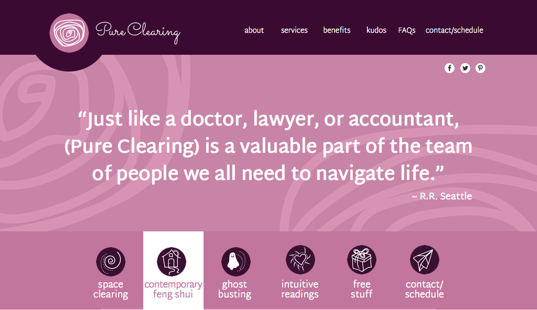 Pure Clearing
about services benefits kudos FAQs contact/schedule
“Just like a doctor, lawyer, or accountant,
(Pure Clearing) is a valuable part of the team
of people we all need to navigate life.”
– R.R. Seattle
space
clearing
contemporary
feng shui
ghost
busting
intuitive
readings
free
stuff
contact/
schedule